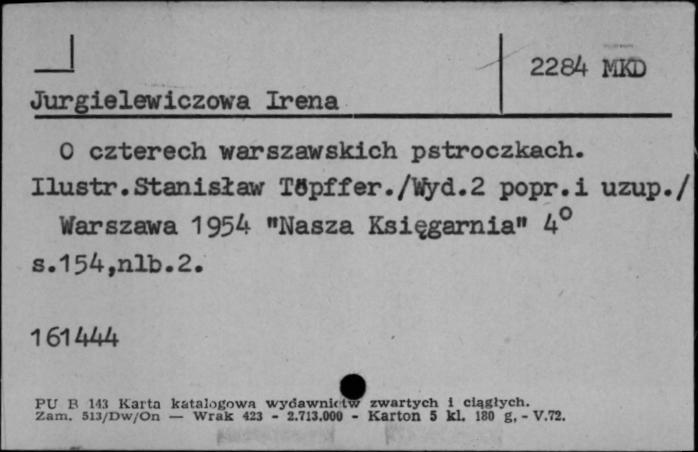 2284 MKD
Jurgielewiczowa Irena
O czterech warszawskich pstroczkach.
Ilustr.Stanisław Töpffer./Wyd.2 popr.i uzup./
Warszawa 1954 "Nasza Księgarnia" 4°
s.154,nlb.2.
161444
PU B 143 Karta katalogowa wydawnictw zwartych i ciągłych.
Zam. 513/Dw/On — Wrak 423 - 2.713.000 - Karton 5 kl. 180 g, - V.72.